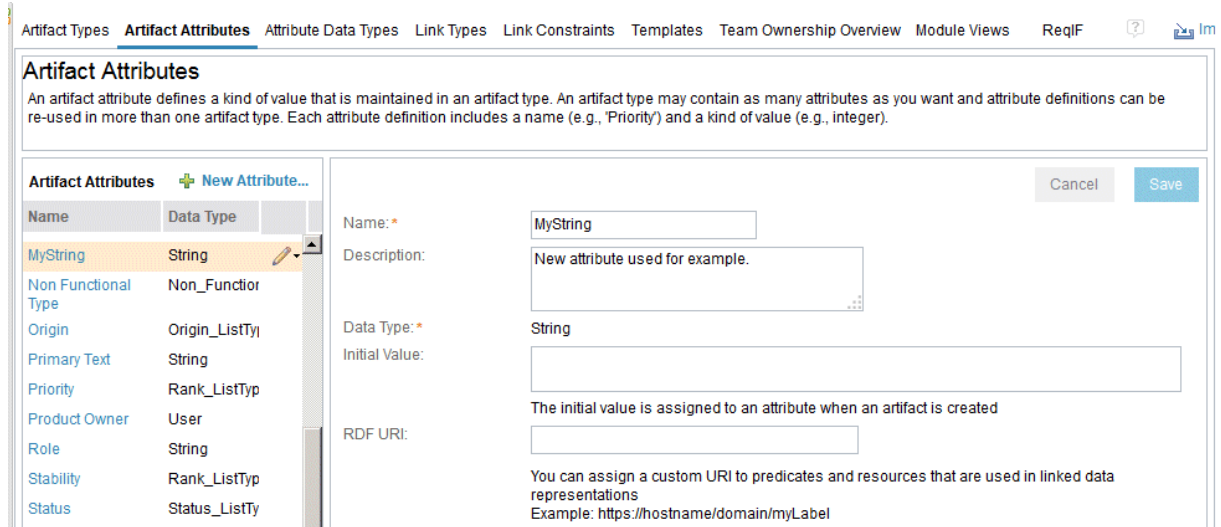 Artifact Types Artifact Attributes Attribute Data Types Link Types Link Constraints Templates Team Ownership Overview Module Views ReqIF ? Im
Artifact Attributes
An artifact attribute defines a kind of value that is maintained in an artifact type. An artifact type may contain as many attributes as you want and attribute definitions can be
re-used in more than one artifact type. Each attribute definition includes a name (e.g., 'Priority') and a kind of value (e.g., integer).
Artifact Attributes New Attribute...
Name Data Type
MyString String
Non Functional Non_Function
Type
Origin Origin_ListTyp
Primary Text String
Priority Rank_ListTyp
Product Owner User
Role String
Stability Rank_ListTyp
Status Status_ListTy
Cancel Save
Name:* MyString
Description: New attribute used for example.
Data Type:* String
Initial Value:
The initial value is assigned to an attribute when an artifact is created
RDF URI:
You can assign a custom URI to predicates and resources that are used in linked data
representations
Example: https://hostname/domain/myLabel